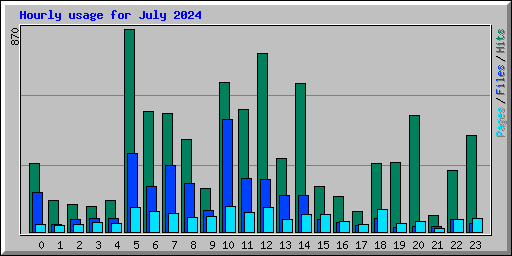 Hourly usage for July 2024
870
Pages/Files/Hits
0 1 2 3 4 5 6 7 8 9 10 11 12 13 14 15 16 17 18 19 20 21 22 23